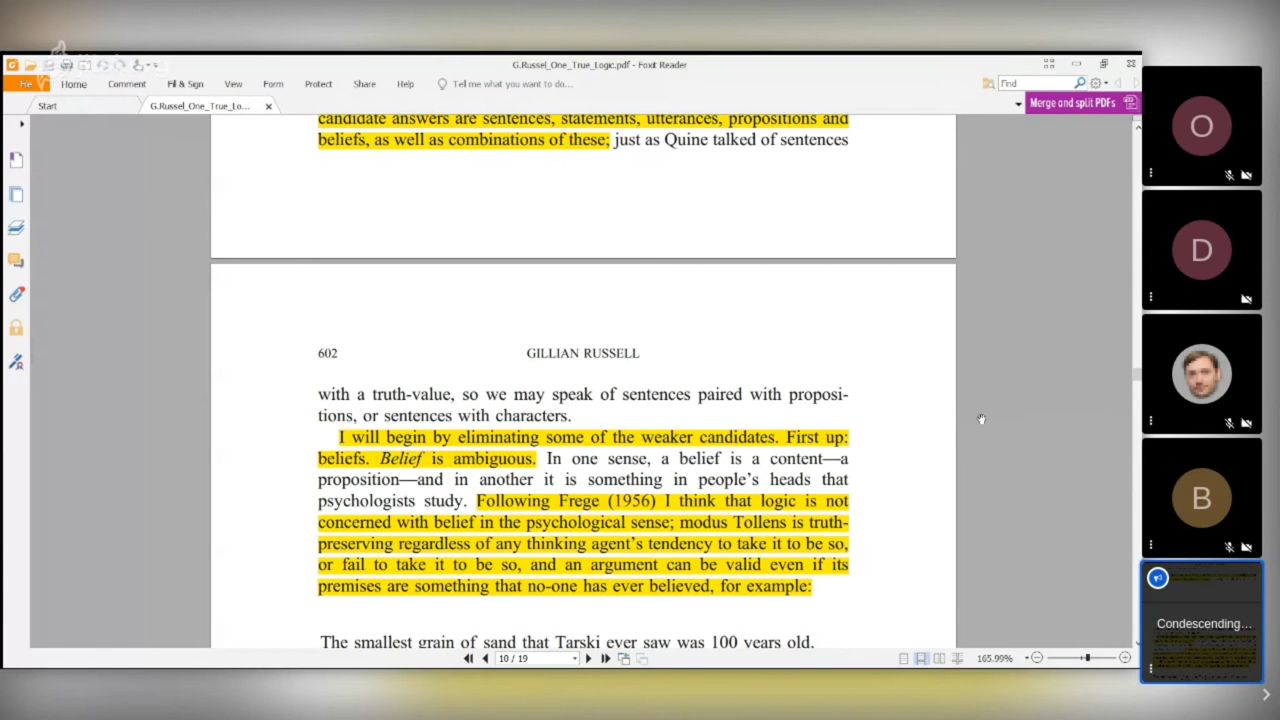 G.Russel_One_True_Logic.pdf - Foxit Reader
File Home Comment Fill & Sign View Form Protect Share Help Tell me what you want to do... Find
Start G.Russel_One_True_Lo... Merge and split PDFs
candidate answers are sentences, statements, utterances, propositions and
beliefs, as well as combinations of these; just as Quine talked of sentences
602 GILLIAN RUSSELL
with a truth-value, so we may speak of sentences paired with proposi-
tions, or sentences with characters.
I will begin by eliminating some of the weaker candidates. First up:
beliefs. Belief is ambiguous. In one sense, a belief is a content—a
proposition—and in another it is something in people's heads that
psychologists study. Following Frege (1956) I think that logic is not
concerned with belief in the psychological sense; modus Tollens is truth-
preserving regardless of any thinking agent's tendency to take it to be so,
or fail to take it to be so, and an argument can be valid even if its
premises are something that no-one has ever believed, for example:
The smallest grain of sand that Tarski ever saw was 100 years old.
10 / 19 165.99%
O
D
B
Condescending...